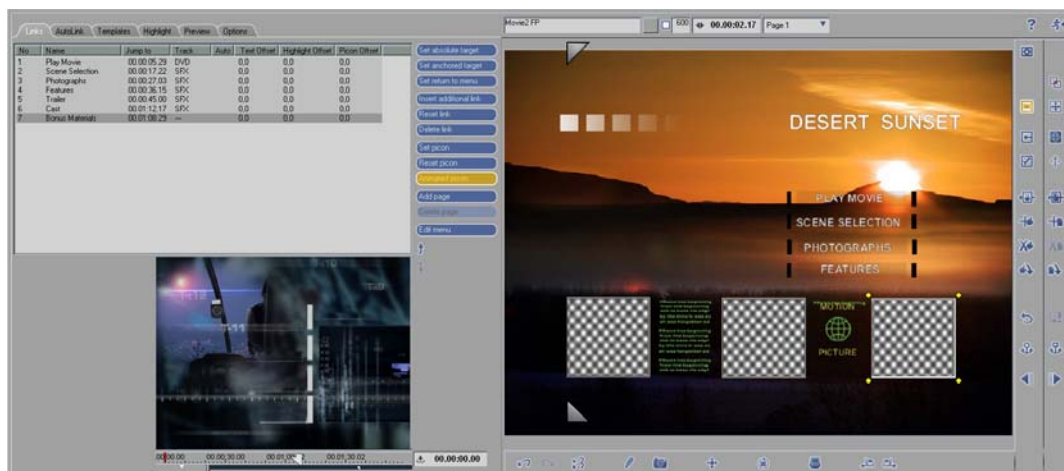 Links AutoLink Templates Highlight Preview Options
No Name Jump to Track Auto Text Offset Highlight Offset Picon Offset
1 Play Movie 00.00:05.29 DVD 0,0 0,0 0,0
2 Scene Selection 00.00:17.22 SFX 0,0 0,0 0,0
3 Photographs 00.00:27.03 SFX 0,0 0,0 0,0
4 Features 00.00:36.15 SFX 0,0 0,0 0,0
5 Trailer 00.00:45.00 SFX 0,0 0,0 0,0
6 Cast 00.01:12.17 SFX 0,0 0,0 0,0
7 Bonus Materials 00.01:08.29 --- 0,0 0,0 0,0
Set absolute target
Set anchored target
Set return to menu
Insert additional link
Reset link
Delete link
Set picon
Reset picon
Animated picon
Add page
Delete page
Edit menu
00.00:00.00
Movie2 FP
600
00.00:02.17
Page 1
DESERT SUNSET
PLAY MOVIE
SCENE SELECTION
PHOTOGRAPHS
FEATURES
MOTION
PICTURE